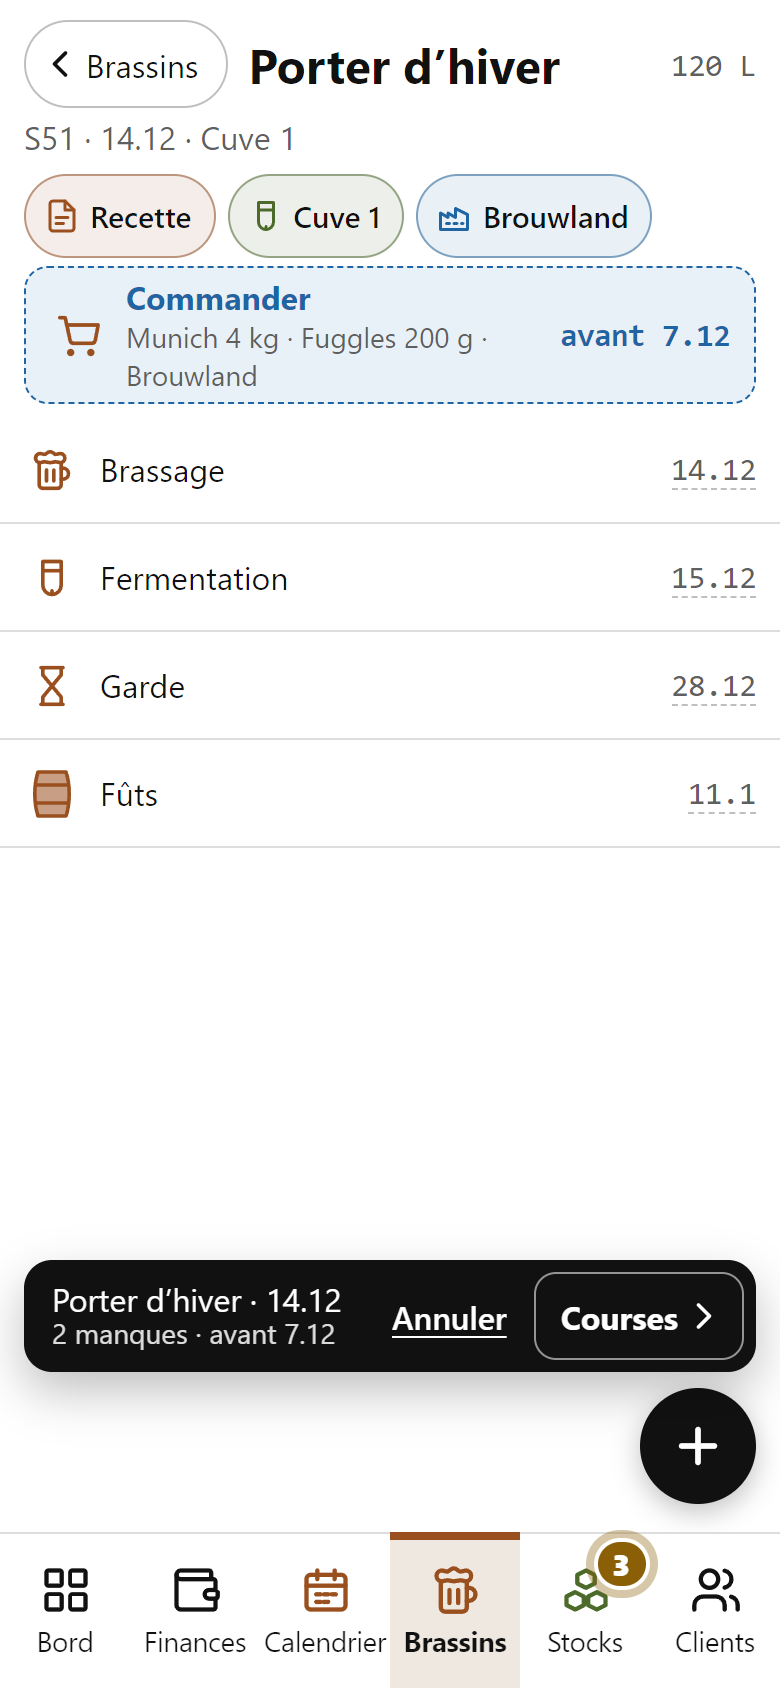 Brassins
Porter d’hiver
120 L
S51 · 14.12 · Cuve 1
Recette
Cuve 1
Brouwland
Commander
Munich 4 kg · Fuggles 200 g ·
Brouwland
avant 7.12
Brassage
14.12
Fermentation
15.12
Garde
28.12
Fûts
11.1
Porter d’hiver · 14.12
2 manques · avant 7.12
Annuler
Courses
3
Bord
Finances
Calendrier
Brassins
Stocks
Clients